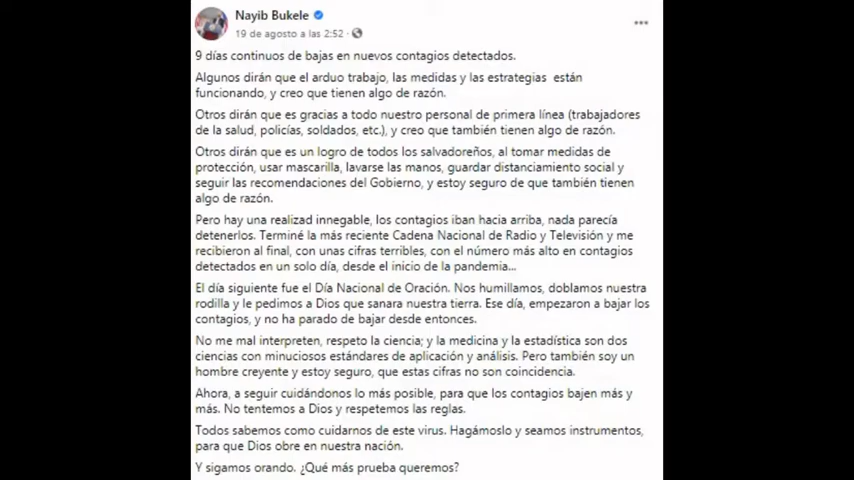 Nayib Bukele
19 de agosto a las 2:52 ·
9 días continuos de bajas en nuevos contagios detectados.
Algunos dirán que el arduo trabajo, las medidas y las estrategias están
funcionando, y creo que tienen algo de razón.
Otros dirán que es gracias a todo nuestro personal de primera línea (trabajadores
de la salud, policías, soldados, etc.), y creo que también tienen algo de razón.
Otros dirán que es un logro de todos los salvadoreños, al tomar medidas de
protección, usar mascarilla, lavarse las manos, guardar distanciamiento social y
seguir las recomendaciones del Gobierno, y estoy seguro de que también tienen
algo de razón.
Pero hay una realizad innegable, los contagios iban hacia arriba, nada parecía
detenerlos. Terminé la más reciente Cadena Nacional de Radio y Televisión y me
recibieron al final, con unas cifras terribles, con el número más alto en contagios
detectados en un solo día, desde el inicio de la pandemia...
El día siguiente fue el Día Nacional de Oración. Nos humillamos, doblamos nuestra
rodilla y le pedimos a Dios que sanara nuestra tierra. Ese día, empezaron a bajar los
contagios, y no ha parado de bajar desde entonces.
No me mal interpreten, respeto la ciencia; y la medicina y la estadística son dos
ciencias con minuciosos estándares de aplicación y análisis. Pero también soy un
hombre creyente y estoy seguro, que estas cifras no son coincidencia.
Ahora, a seguir cuidándonos lo más posible, para que los contagios bajen más y
más. No tentemos a Dios y respetemos las reglas.
Todos sabemos como cuidarnos de este virus. Hagámoslo y seamos instrumentos,
para que Dios obre en nuestra nación.
Y sigamos orando. ¿Qué más prueba queremos?